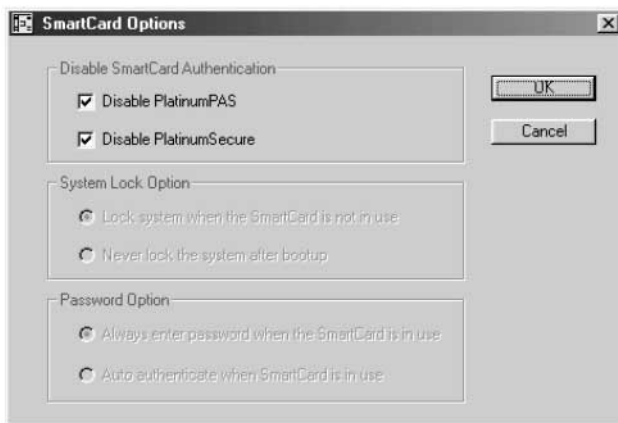 SmartCard Options
Disable SmartCard Authentication
Disable PlatinumPAS
Disable PlatinumSecure
OK
Cancel
System Lock Option
Lock system when the SmartCard is not in use
Never lock the system after bootup
Password Option
Always enter password when the SmartCard is in use
Auto authenticate when SmartCard is in use